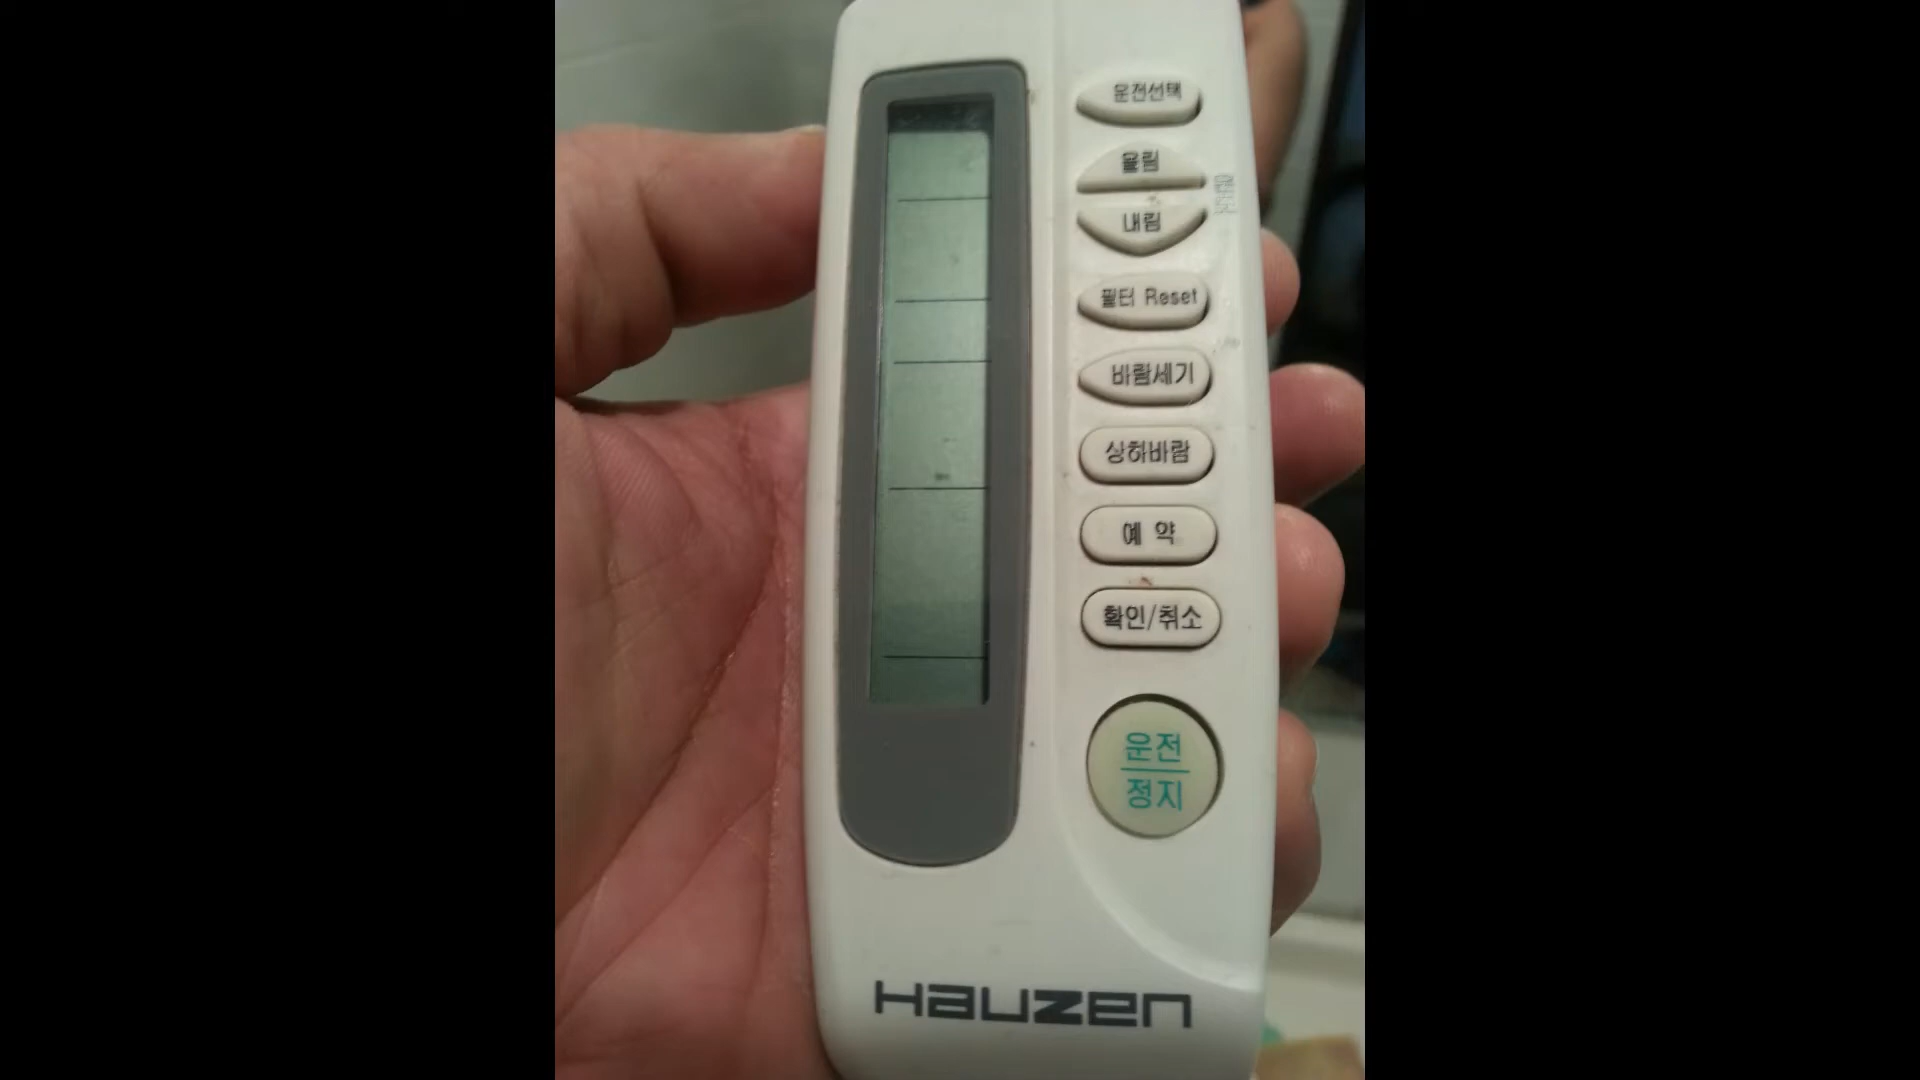 운전선택
올림
내림
필터 Reset
바람세기
상하바람
예 약
확인/취소
운전
정지
HAUZEN